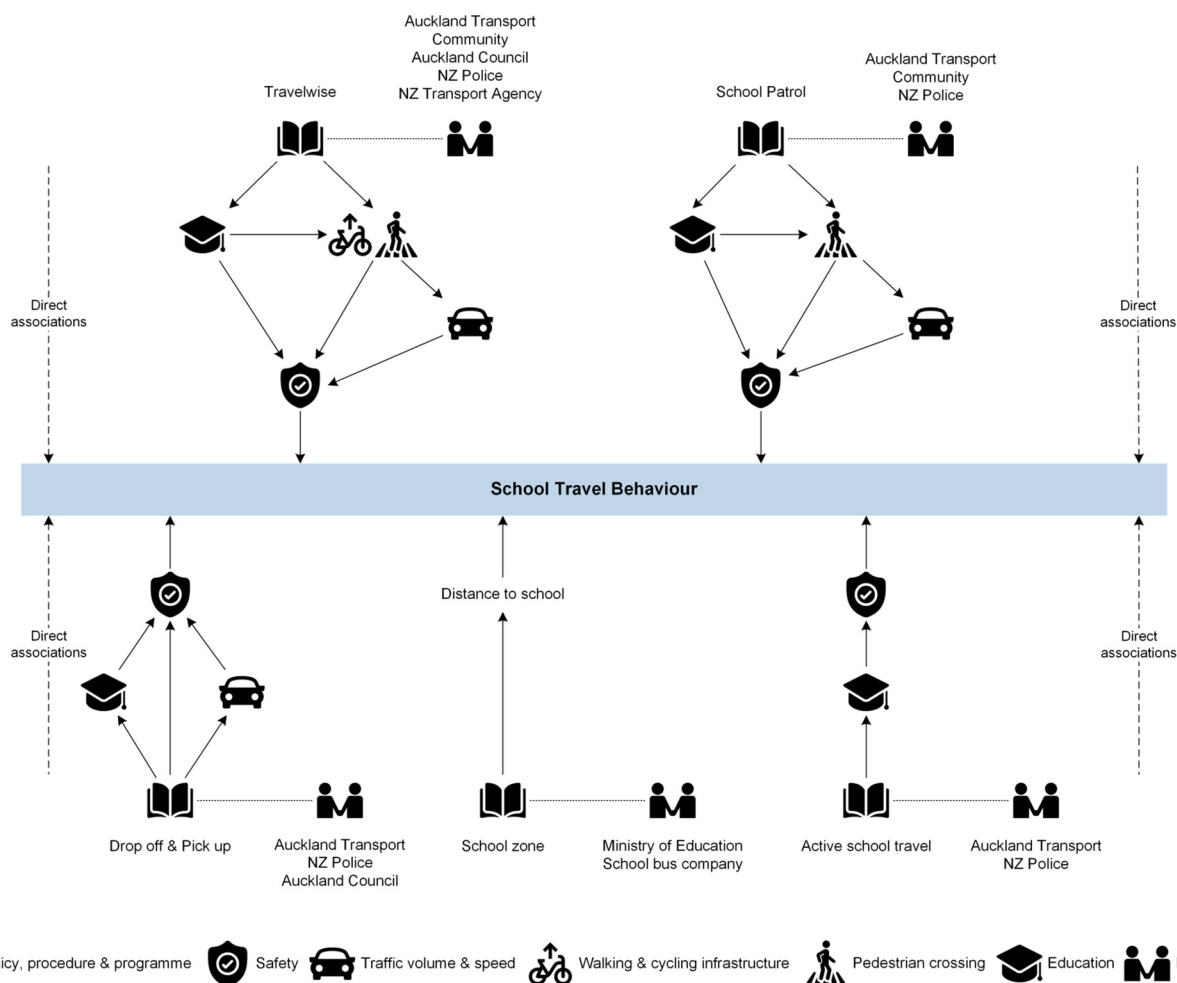 Auckland Transport
Community
Auckland Council
NZ Police
NZ Transport Agency
Travelwise
Auckland Transport
Community
NZ Police
School Patrol
Direct
associations
Direct
associations
School Travel Behaviour
Distance to school
Direct
associations
Direct
associations
Drop off & Pick up
Auckland Transport
NZ Police
Auckland Council
School zone
Ministry of Education
School bus company
Active school travel
Auckland Transport
NZ Police
procedure & programme Safety Traffic volume & speed Walking & cycling infrastructure Pedestrian crossing Education